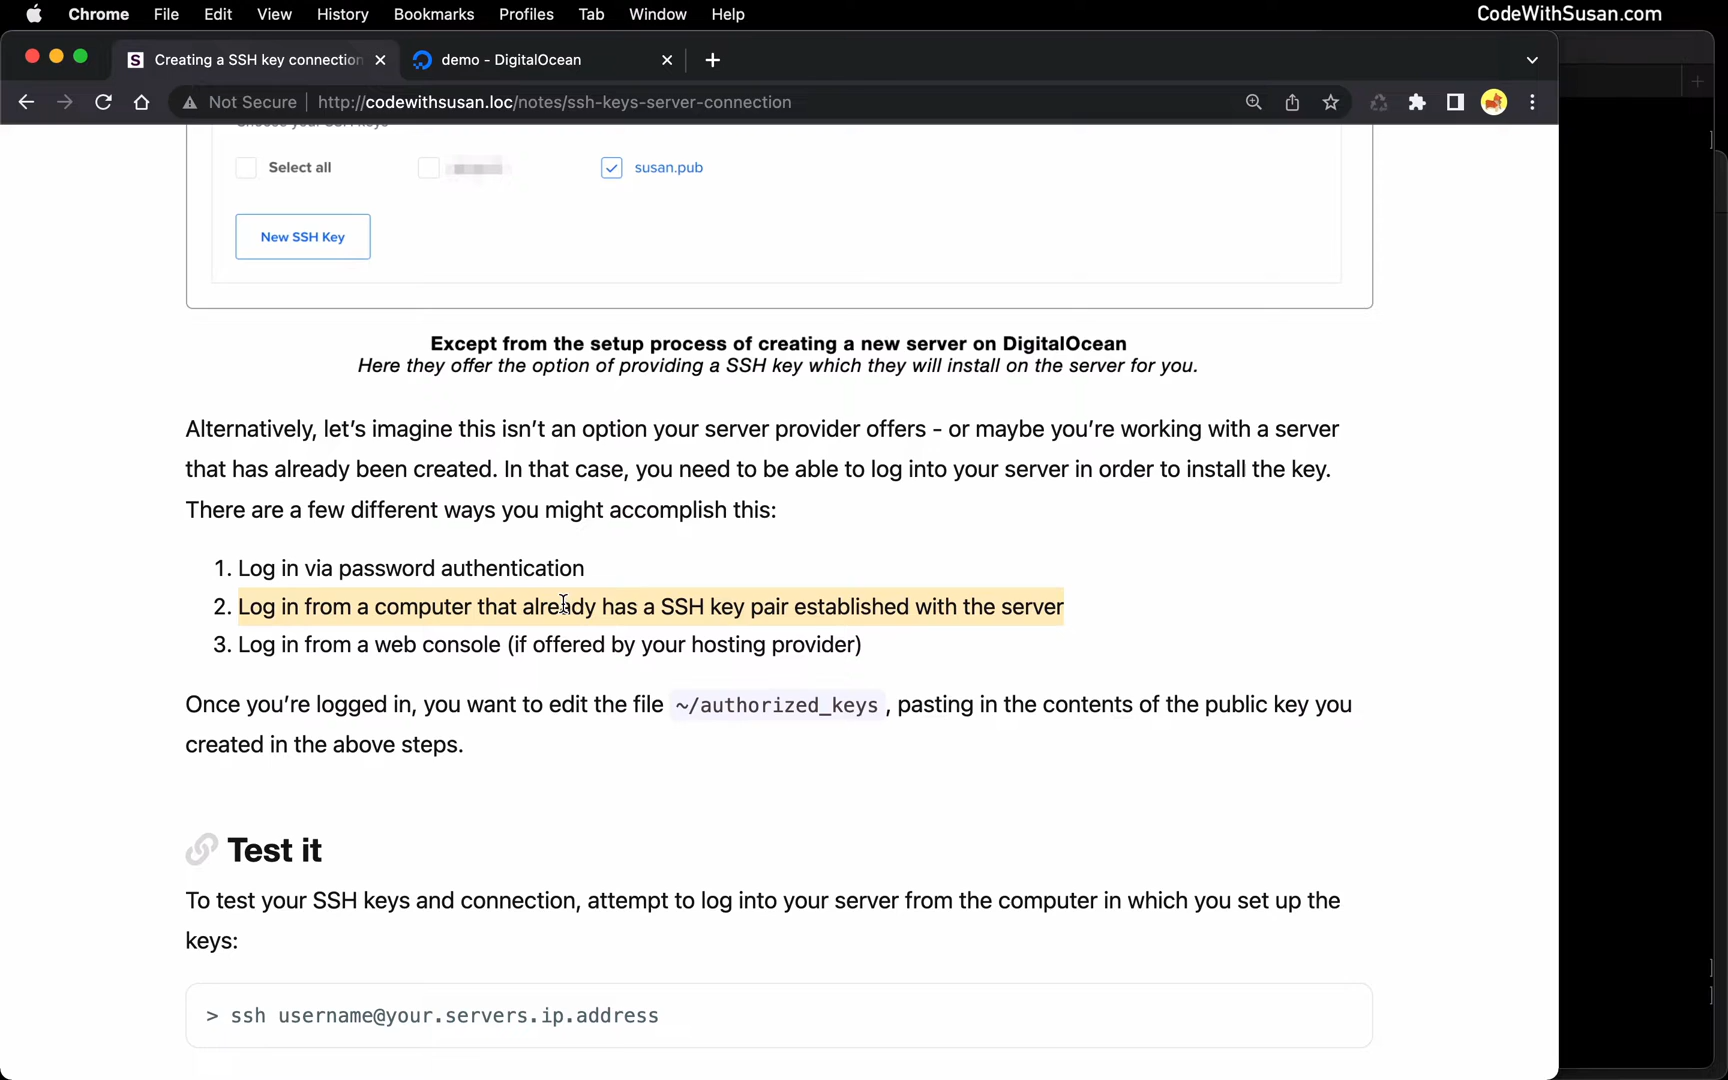 Chrome File Edit View History Bookmarks Profiles Tab Window Help CodeWithSusan.com
Creating a SSH key connection demo - DigitalOcean
Not Secure http://codewithsusan.loc/notes/ssh-keys-server-connection
Select all susan.pub
New SSH Key
Except from the setup process of creating a new server on DigitalOcean
Here they offer the option of providing a SSH key which they will install on the server for you.
Alternatively, let’s imagine this isn’t an option your server provider offers - or maybe you’re working with a server
that has already been created. In that case, you need to be able to log into your server in order to install the key.
There are a few different ways you might accomplish this:
1. Log in via password authentication
2. Log in from a computer that already has a SSH key pair established with the server
3. Log in from a web console (if offered by your hosting provider)
Once you’re logged in, you want to edit the file ~/authorized_keys, pasting in the contents of the public key you
created in the above steps.
Test it
To test your SSH keys and connection, attempt to log into your server from the computer in which you set up the
keys:
> ssh username@your.servers.ip.address